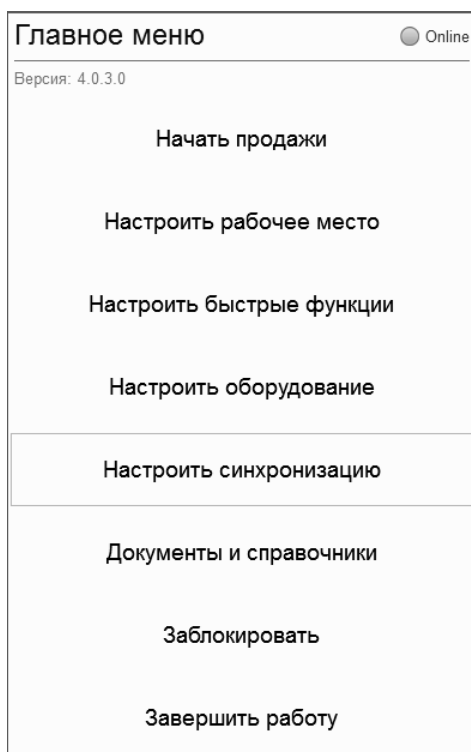 Главное меню
Online
Версия: 4.0.3.0
Начать продажи
Настроить рабочее место
Настроить быстрые функции
Настроить оборудование
Настроить синхронизацию
Документы и справочники
Заблокировать
Завершить работу